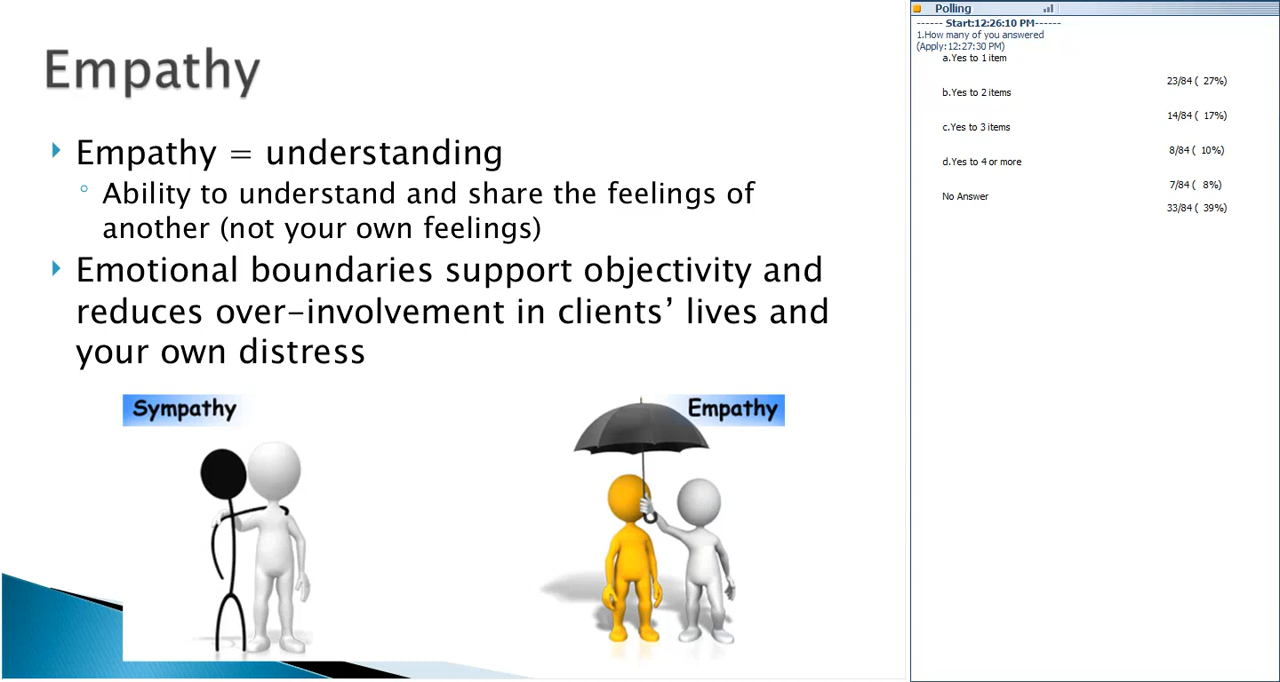 Empathy
Empathy = understanding
Ability to understand and share the feelings of
another (not your own feelings)
Emotional boundaries support objectivity and
reduces over-involvement in clients’ lives and
your own distress
Sympathy
Empathy
Polling
------ Start:12:26:10 PM------
1.How many of you answered
(Apply:12:27:30 PM)
a.Yes to 1 item
23/84 ( 27%)
b.Yes to 2 items
14/84 ( 17%)
c.Yes to 3 items
8/84 ( 10%)
d.Yes to 4 or more
7/84 ( 8%)
No Answer
33/84 ( 39%)